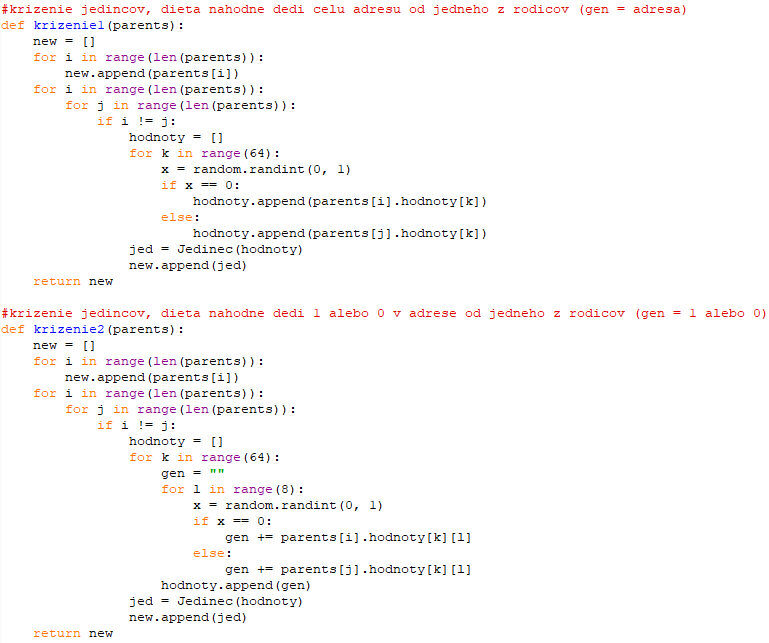 #krizenie jedincov, dieta nahodne dedi celu adresu od jedneho z rodicov (gen = adresa)
def krizenie1(parents):
    new = []
    for i in range(len(parents)):
        new.append(parents[i])
    for i in range(len(parents)):
        for j in range(len(parents)):
            if i != j:
                hodnoty = []
                for k in range(64):
                    x = random.randint(0, 1)
                    if x == 0:
                        hodnoty.append(parents[i].hodnoty[k])
                    else:
                        hodnoty.append(parents[j].hodnoty[k])
                jed = Jedinec(hodnoty)
                new.append(jed)
    return new

#krizenie jedincov, dieta nahodne dedi 1 alebo 0 v adrese od jedneho z rodicov (gen = 1 alebo 0)
def krizenie2(parents):
    new = []
    for i in range(len(parents)):
        new.append(parents[i])
    for i in range(len(parents)):
        for j in range(len(parents)):
            if i != j:
                hodnoty = []
                for k in range(64):
                    gen = ""
                    for l in range(8):
                        x = random.randint(0, 1)
                        if x == 0:
                            gen += parents[i].hodnoty[k][l]
                        else:
                            gen += parents[j].hodnoty[k][l]
                    hodnoty.append(gen)
                jed = Jedinec(hodnoty)
                new.append(jed)
    return new